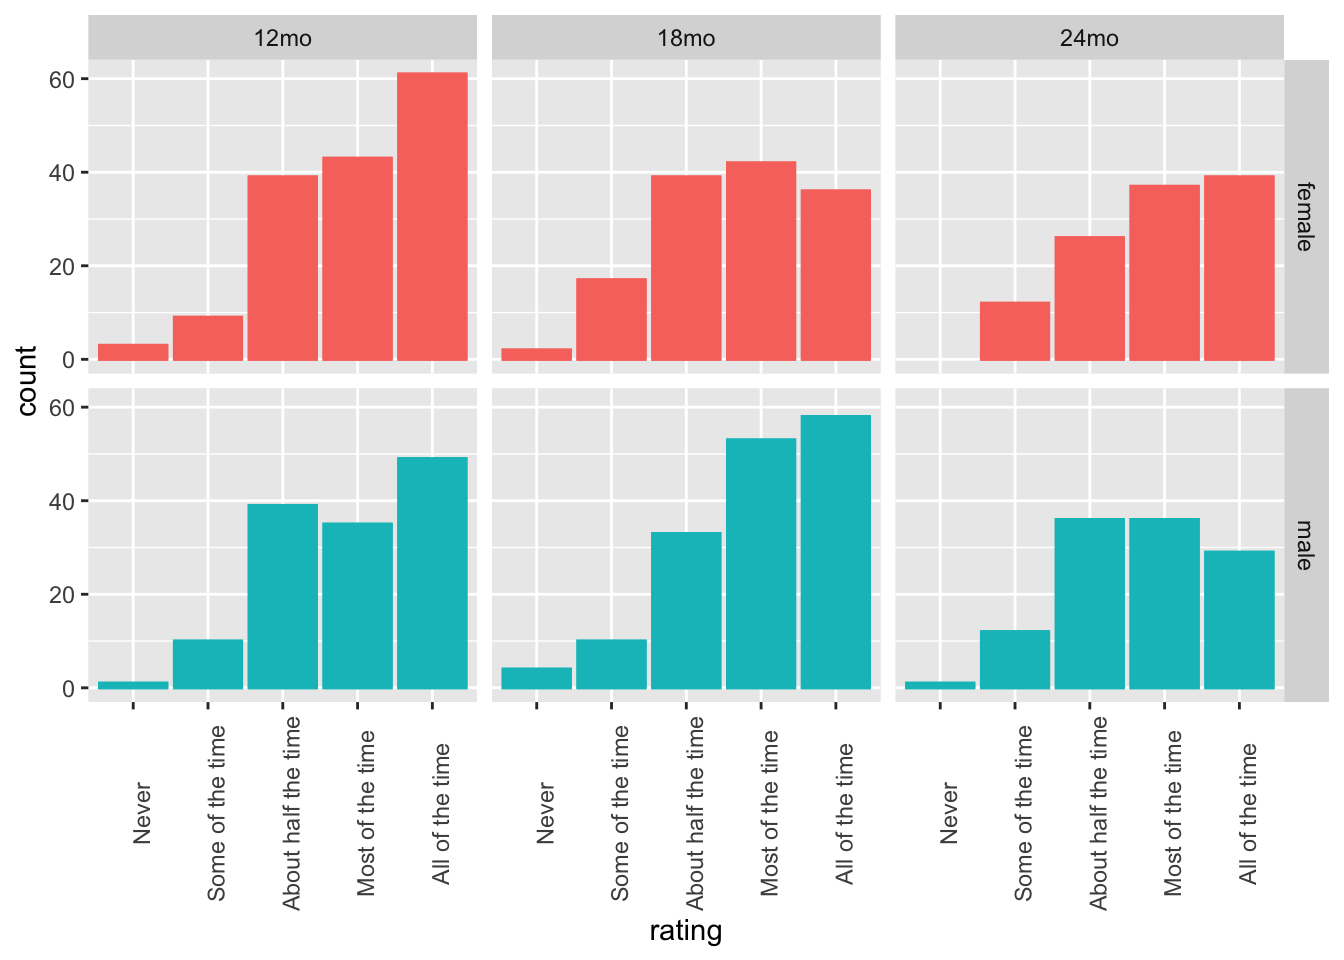 12mo
18mo
24mo
60
40
20
0
female
count
60
40
20
0
male
Never
Some of the time
About half the time
Most of the time
All of the time
Never
Some of the time
About half the time
Most of the time
All of the time
Never
Some of the time
About half the time
Most of the time
All of the time
rating